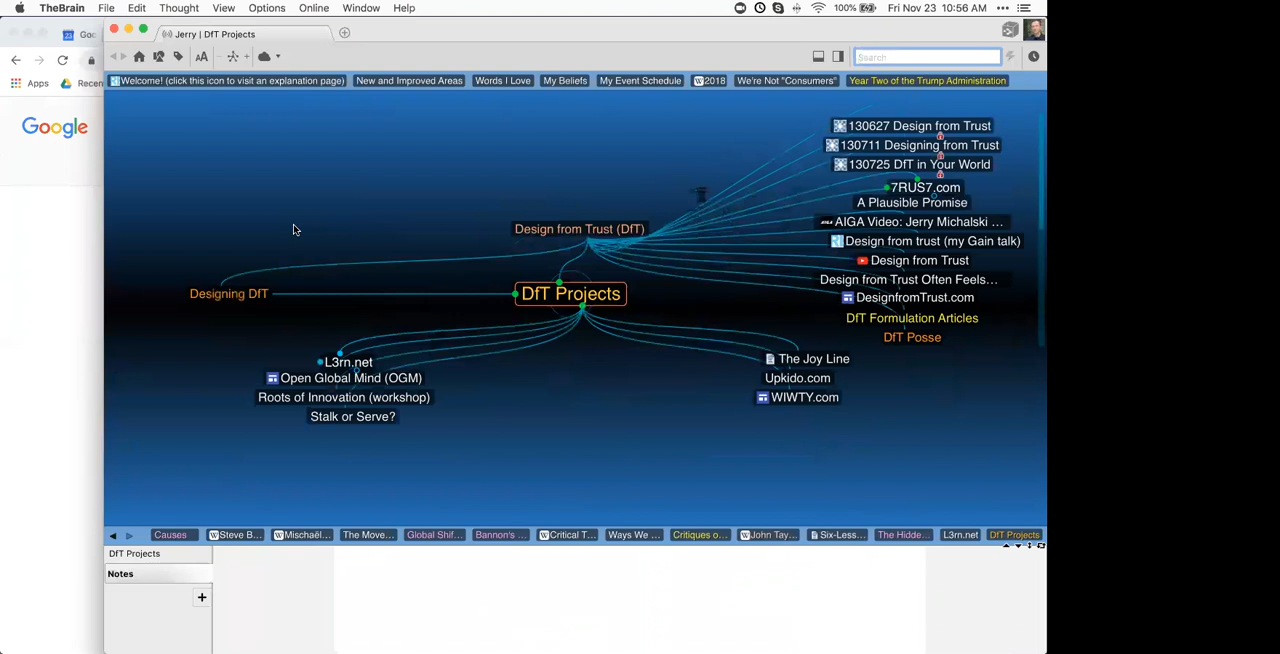 TheBrain File Edit Thought View Options Online Window Help 100% Fri Nov 23 10:56 AM
Jerry | DfT Projects
Goo
AA
Search
Apps Recen
Welcome! (click this icon to visit an explanation page) New and Improved Areas Words I Love My Beliefs My Event Schedule 2018 We're Not "Consumers" Year Two of the Trump Administration
Google
130627 Design from Trust
130711 Designing from Trust
130725 DfT in Your World
7RUS7.com
A Plausible Promise
AIGA Video: Jerry Michalski ...
Design from Trust (DfT)
Design from trust (my Gain talk)
Design from Trust
Design from Trust Often Feels...
Designing DfT
DfT Projects
DesignfromTrust.com
DfT Formulation Articles
DfT Posse
L3rn.net
The Joy Line
Open Global Mind (OGM)
Upkido.com
Roots of Innovation (workshop)
WIWTY.com
Stalk or Serve?
Causes Steve B... Mischaël... The Move... Global Shif... Bannon's ... Critical T... Ways We ... Critiques o... John Tay... Six-Less... The Hidde... L3rn.net DfT Projects
DfT Projects
Notes
+